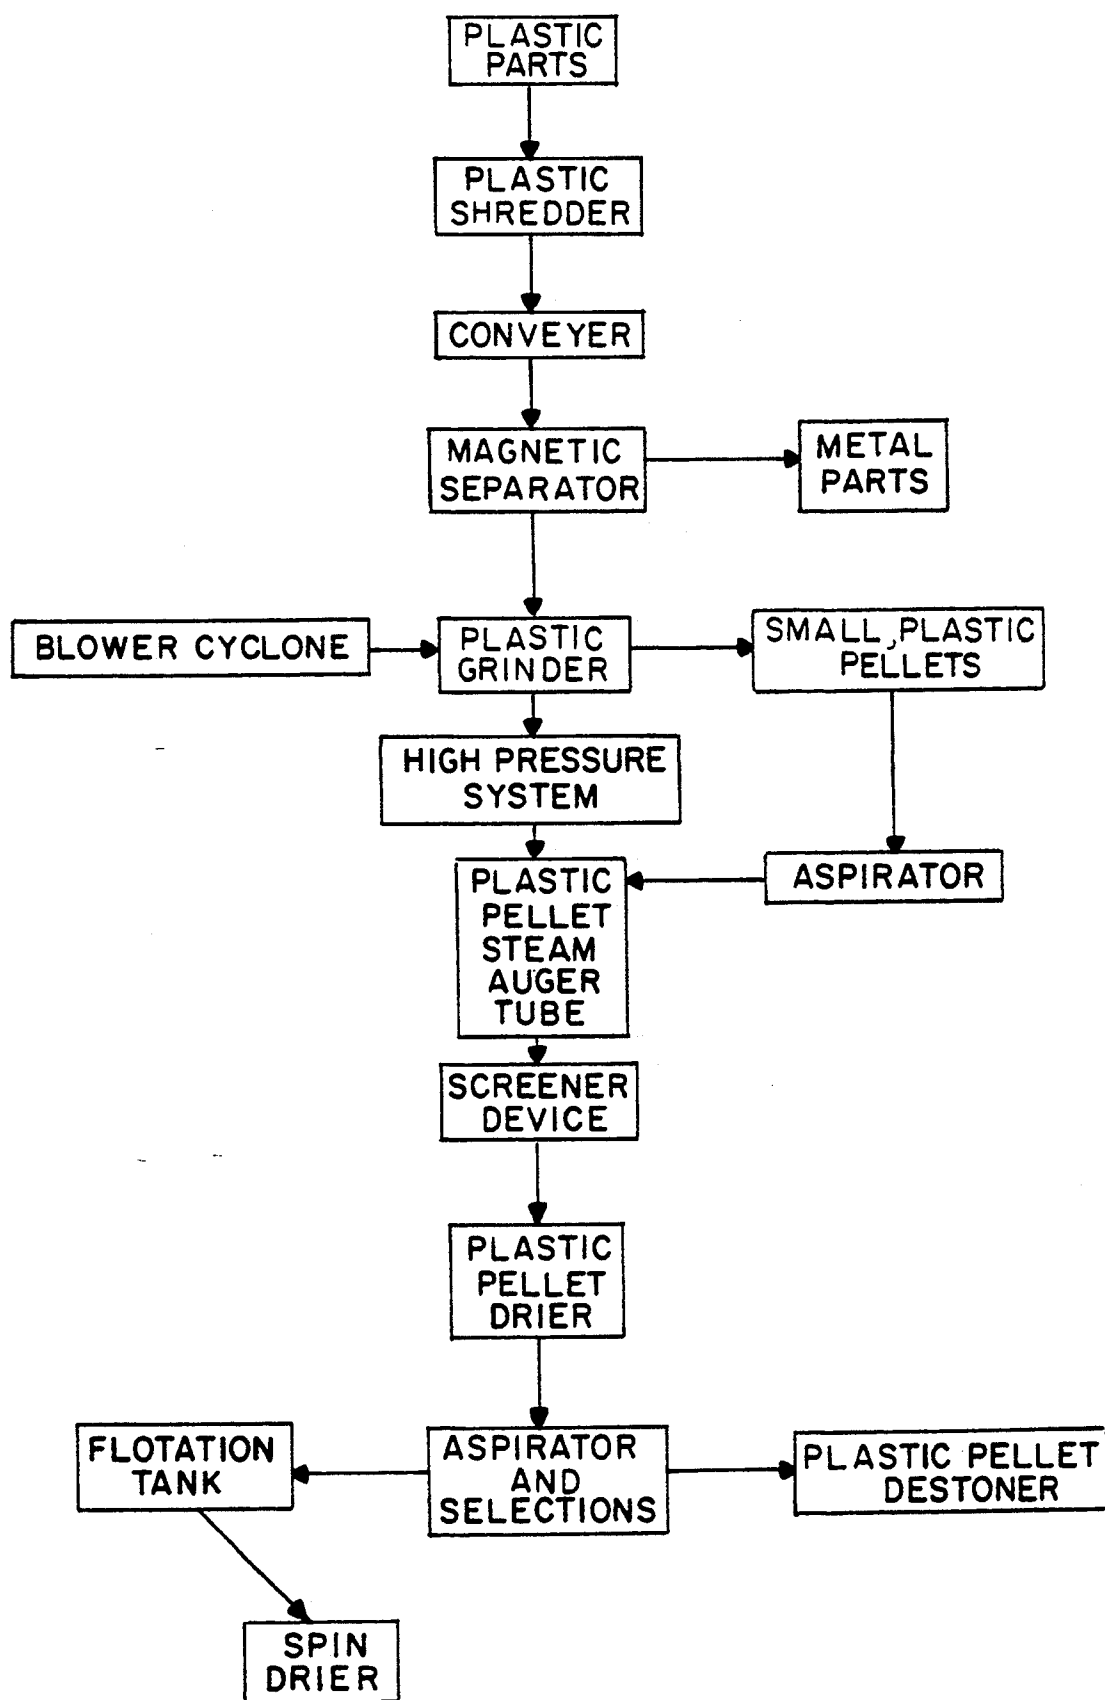 PLASTIC
PARTS
PLASTIC
SHREDDER
CONVEYER
MAGNETIC
SEPARATOR
METAL
PARTS
BLOWER CYCLONE
PLASTIC
GRINDER
SMALL, PLASTIC
PELLETS
HIGH PRESSURE
SYSTEM
ASPIRATOR
PLASTIC
PELLET
STEAM
AUGER
TUBE
SCREENER
DEVICE
PLASTIC
PELLET
DRIER
FLOTATION
TANK
ASPIRATOR
AND
SELECTIONS
PLASTIC PELLET
DESTONER
SPIN
DRIER